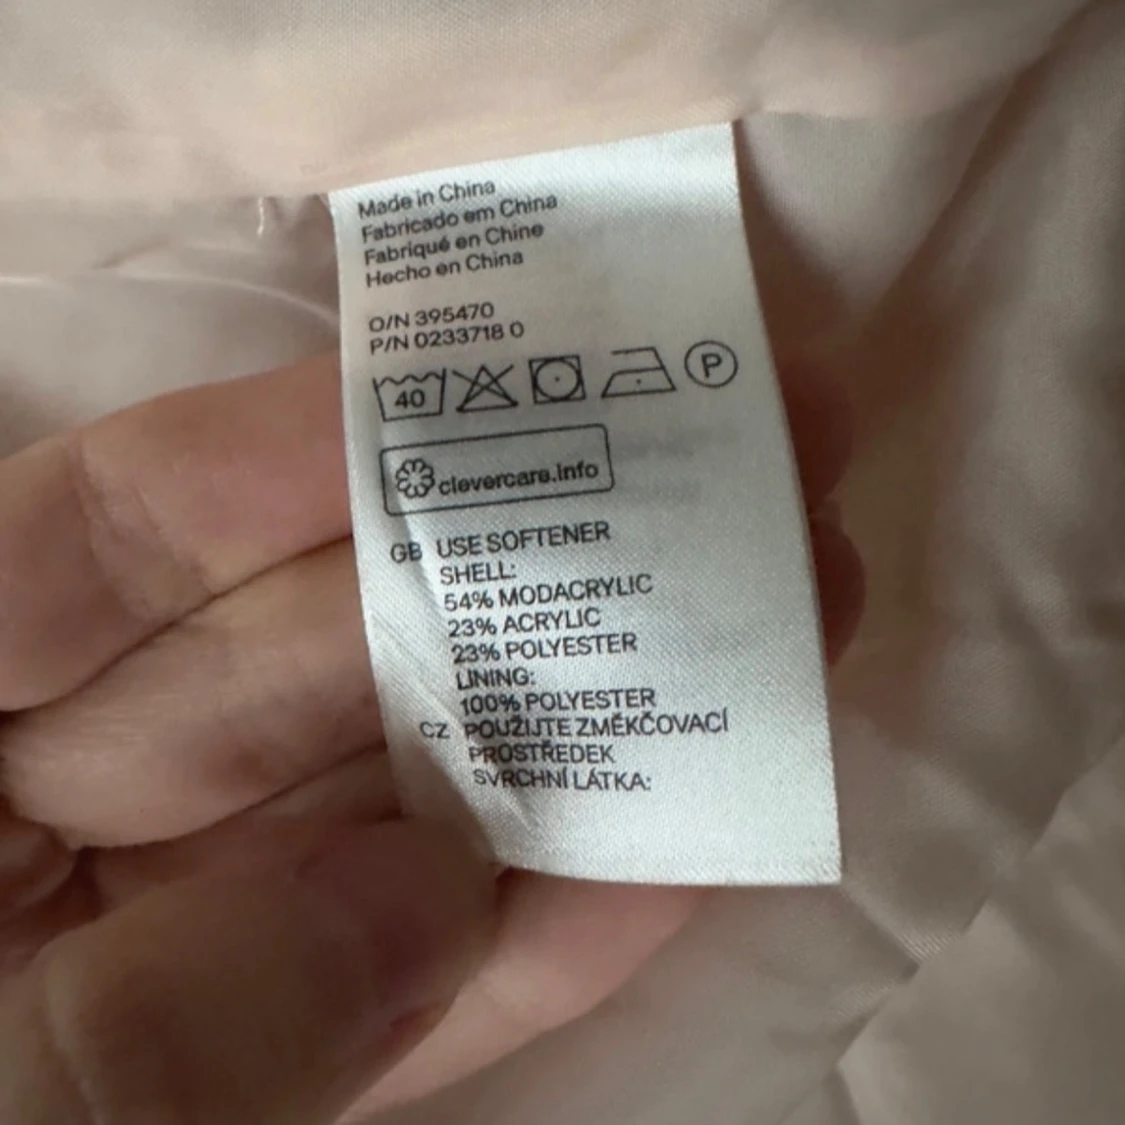 Made in China
Fabricado em China
Fabriqué en Chine
Hecho en China
O/N 395470
P/N 0233718 0
40 P
clevercare.info
GB USE SOFTENER
SHELL:
54% MODACRYLIC
23% ACRYLIC
23% POLYESTER
LINING:
100% POLYESTER
CZ POUŽIJTE ZMĚKČOVACÍ
PROSTŘEDEK
SVRCHNÍ LÁTKA: